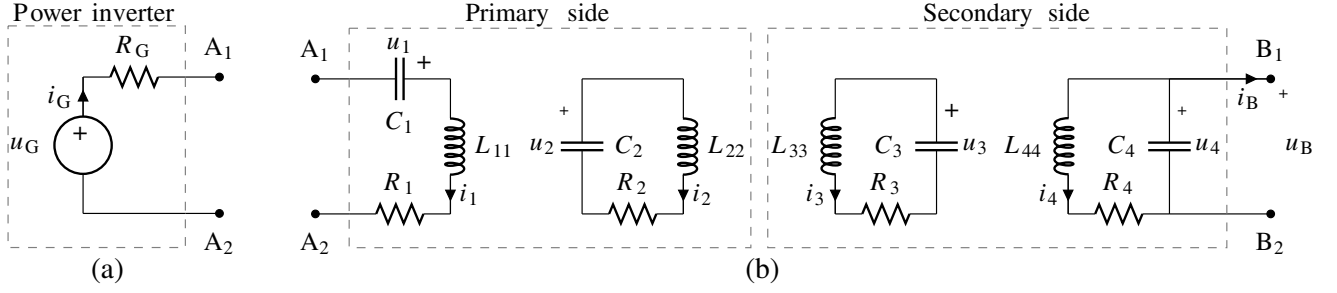 Power inverter
Primary side
Secondary side
R_G
A_1
i_G
+
u_G
A_2
(a)
A_1
u_1
+
C_1
L_11
R_1
i_1
A_2
+
u_2
C_2
L_22
R_2
i_2
L_33
C_3
+
u_3
i_3
R_3
L_44
C_4
+
u_4
i_4
R_4
B_1
i_B
+
u_B
B_2
(b)